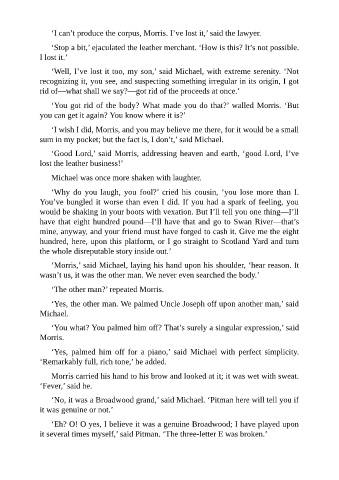 ‘I can’t produce the corpus, Morris. I’ve lost it,’ said the lawyer.
‘Stop a bit,’ ejaculated the leather merchant. ‘How is this? It’s not possible.
I lost it.’
‘Well, I’ve lost it too, my son,’ said Michael, with extreme serenity. ‘Not
recognizing it, you see, and suspecting something irregular in its origin, I got
rid of—what shall we say?—got rid of the proceeds at once.’
‘You got rid of the body? What made you do that?’ walled Morris. ‘But
you can get it again? You know where it is?’
‘I wish I did, Morris, and you may believe me there, for it would be a small
sum in my pocket; but the fact is, I don’t,’ said Michael.
‘Good Lord,’ said Morris, addressing heaven and earth, ‘good Lord, I’ve
lost the leather business!’
Michael was once more shaken with laughter.
‘Why do you laugh, you fool?’ cried his cousin, ‘you lose more than I.
You’ve bungled it worse than even I did. If you had a spark of feeling, you
would be shaking in your boots with vexation. But I’ll tell you one thing—I’ll
have that eight hundred pound—I’ll have that and go to Swan River—that’s
mine, anyway, and your friend must have forged to cash it. Give me the eight
hundred, here, upon this platform, or I go straight to Scotland Yard and turn
the whole disreputable story inside out.’
‘Morris,’ said Michael, laying his hand upon his shoulder, ‘hear reason. It
wasn’t us, it was the other man. We never even searched the body.’
‘The other man?’ repeated Morris.
‘Yes, the other man. We palmed Uncle Joseph off upon another man,’ said
Michael.
‘You what? You palmed him off? That’s surely a singular expression,’ said
Morris.
‘Yes, palmed him off for a piano,’ said Michael with perfect simplicity.
‘Remarkably full, rich tone,’ he added.
Morris carried his hand to his brow and looked at it; it was wet with sweat.
‘Fever,’ said he.
‘No, it was a Broadwood grand,’ said Michael. ‘Pitman here will tell you if
it was genuine or not.’
‘Eh? O! O yes, I believe it was a genuine Broadwood; I have played upon
it several times myself,’ said Pitman. ‘The three-letter E was broken.’